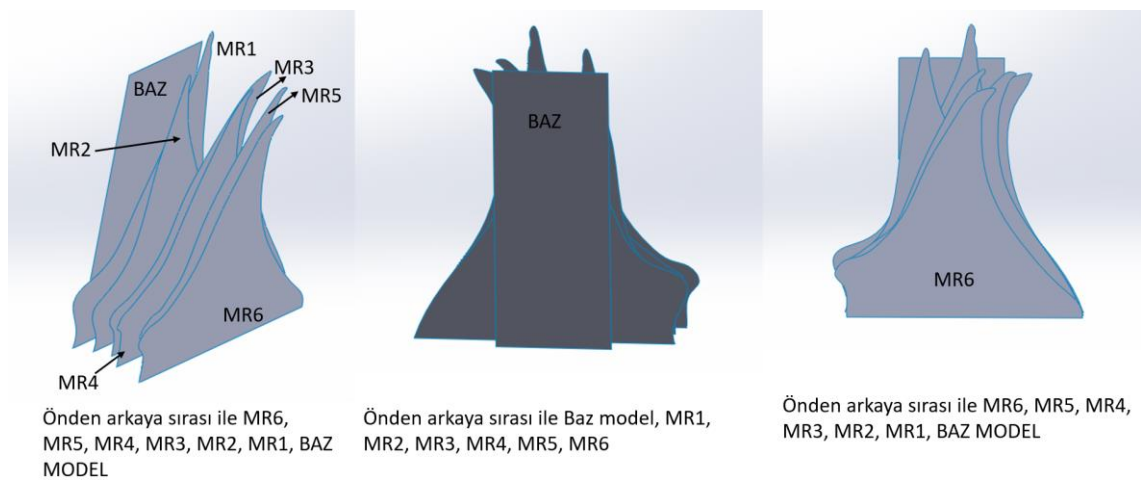 MR1
MR3
BAZ
MR5
MR2
MR6
MR4
Önden arkaya sırası ile MR6,
MR5, MR4, MR3, MR2, MR1, BAZ
MODEL
BAZ
Önden arkaya sırası ile Baz model, MR1,
MR2, MR3, MR4, MR5, MR6
MR6
Önden arkaya sırası ile MR6, MR5, MR4,
MR3, MR2, MR1, BAZ MODEL